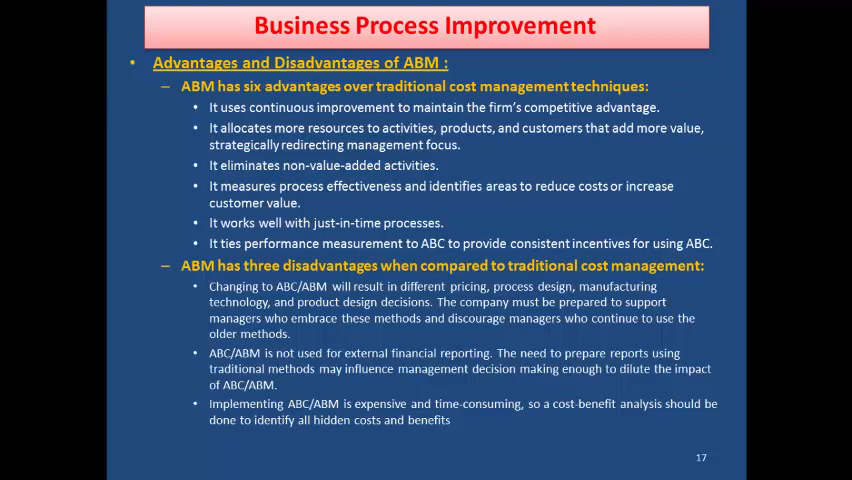 Business Process Improvement
• Advantages and Disadvantages of ABM :
– ABM has six advantages over traditional cost management techniques:
• It uses continuous improvement to maintain the firm's competitive advantage.
• It allocates more resources to activities, products, and customers that add more value,
strategically redirecting management focus.
• It eliminates non-value-added activities.
• It measures process effectiveness and identifies areas to reduce costs or increase
customer value.
• It works well with just-in-time processes.
• It ties performance measurement to ABC to provide consistent incentives for using ABC.
– ABM has three disadvantages when compared to traditional cost management:
• Changing to ABC/ABM will result in different pricing, process design, manufacturing
technology, and product design decisions. The company must be prepared to support
managers who embrace these methods and discourage managers who continue to use the
older methods.
• ABC/ABM is not used for external financial reporting. The need to prepare reports using
traditional methods may influence management decision making enough to dilute the impact
of ABC/ABM.
• Implementing ABC/ABM is expensive and time-consuming, so a cost-benefit analysis should be
done to identify all hidden costs and benefits
17